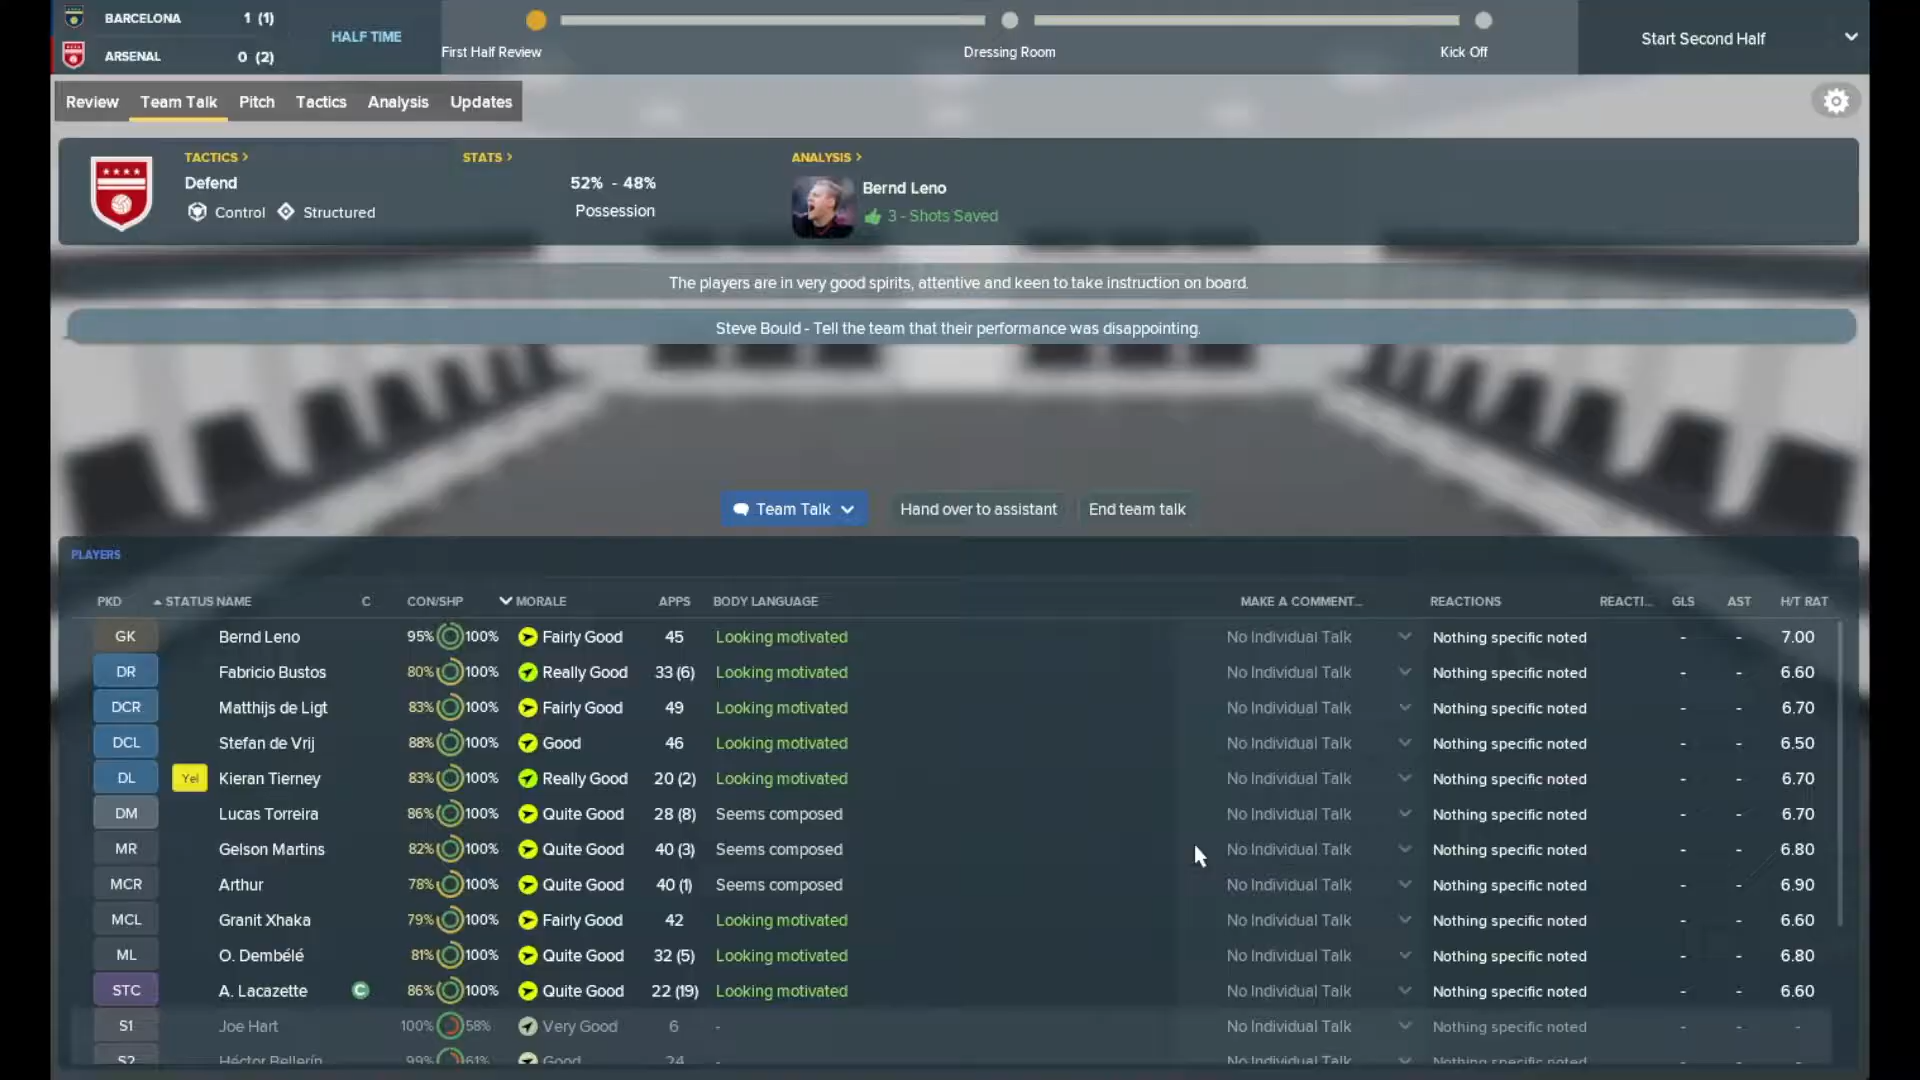 BARCELONA 1 (1)
ARSENAL 0 (2)
HALF TIME
First Half Review Dressing Room Kick Off
Start Second Half
Review Team Talk Pitch Tactics Analysis Updates
TACTICS > STATS > ANALYSIS >
Defend 52% - 48% Bernd Leno
Control Structured Possession 3 - Shots Saved
The players are in very good spirits, attentive and keen to take instruction on board.
Steve Bould - Tell the team that their performance was disappointing.
Team Talk Hand over to assistant End team talk
PLAYERS
PKD STATUS NAME C CON/SHP MORALE APPS BODY LANGUAGE MAKE A COMMENT... REACTIONS REACTI... GLS AST H/T RAT
GK Bernd Leno 95% 100% Fairly Good 45 Looking motivated No Individual Talk Nothing specific noted - - 7.00
DR Fabricio Bustos 80% 100% Really Good 33 (6) Looking motivated No Individual Talk Nothing specific noted - - 6.60
DCR Matthijs de Ligt 83% 100% Fairly Good 49 Looking motivated No Individual Talk Nothing specific noted - - 6.70
DCL Stefan de Vrij 88% 100% Good 46 Looking motivated No Individual Talk Nothing specific noted - - 6.50
DL Yel Kieran Tierney 83% 100% Really Good 20 (2) Looking motivated No Individual Talk Nothing specific noted - - 6.70
DM Lucas Torreira 86% 100% Quite Good 28 (8) Seems composed No Individual Talk Nothing specific noted - - 6.70
MR Gelson Martins 82% 100% Quite Good 40 (3) Seems composed No Individual Talk Nothing specific noted - - 6.80
MCR Arthur 78% 100% Quite Good 40 (1) Seems composed No Individual Talk Nothing specific noted - - 6.90
MCL Granit Xhaka 79% 100% Fairly Good 42 Looking motivated No Individual Talk Nothing specific noted - - 6.60
ML O. Dembélé 81% 100% Quite Good 32 (5) Looking motivated No Individual Talk Nothing specific noted - - 6.80
STC A. Lacazette C 86% 100% Quite Good 22 (19) Looking motivated No Individual Talk Nothing specific noted - - 6.60
S1 Joe Hart 100% 58% Very Good 6 - No Individual Talk Nothing specific noted - - -
S2 Héctor Bellerín 99% 61% Good 24 - No Individual Talk Nothing specific noted - - -